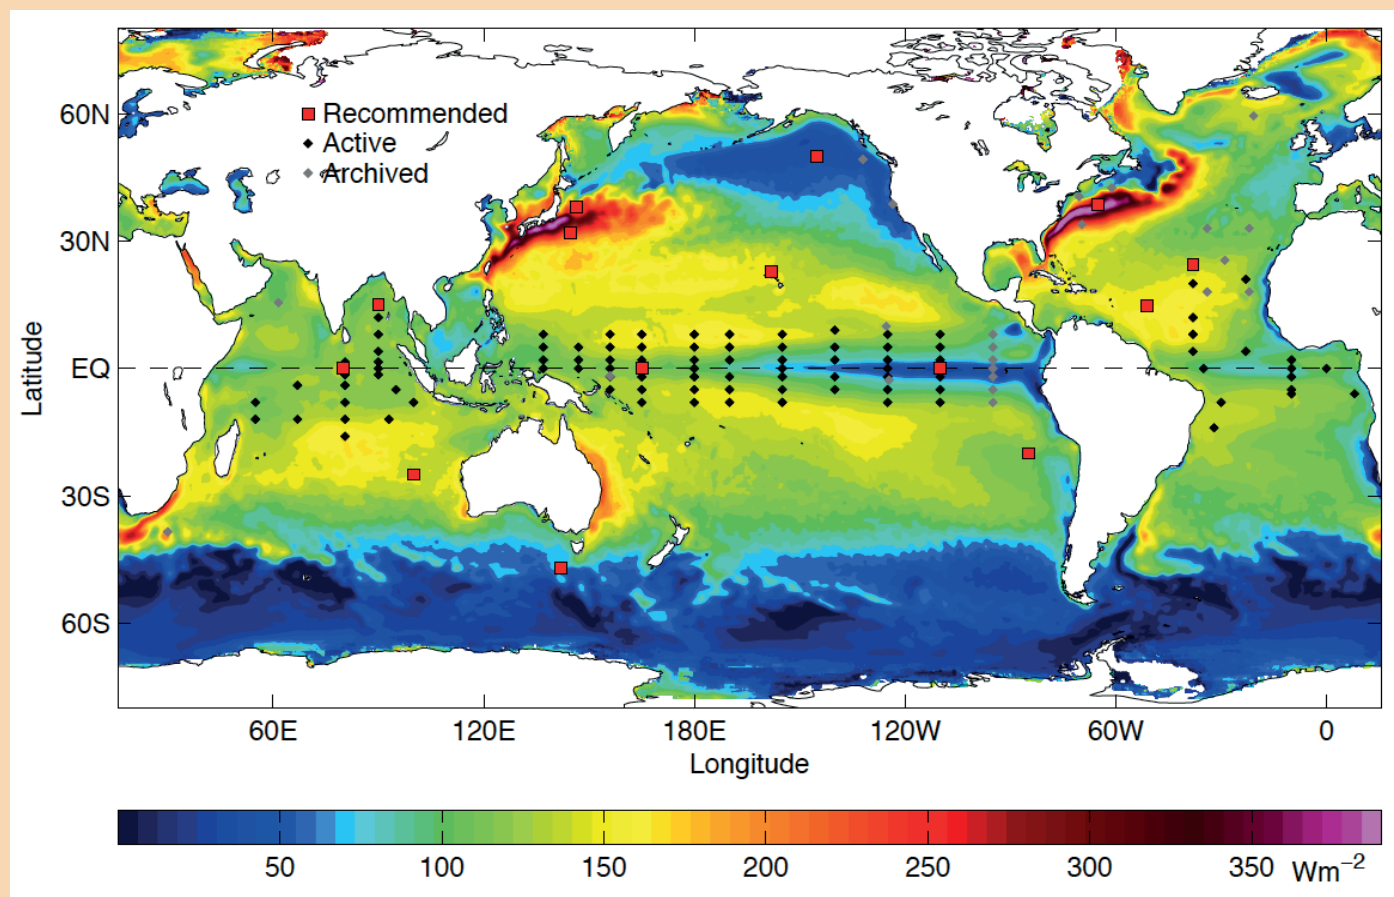 Recommended
Active
Archived
60N
30N
EQ
30S
60S
Latitude
60E 120E 180E 120W 60W 0
Longitude
50 100 150 200 250 300 350 Wm⁻²